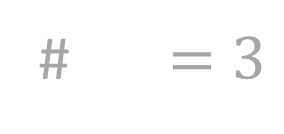 # = 3